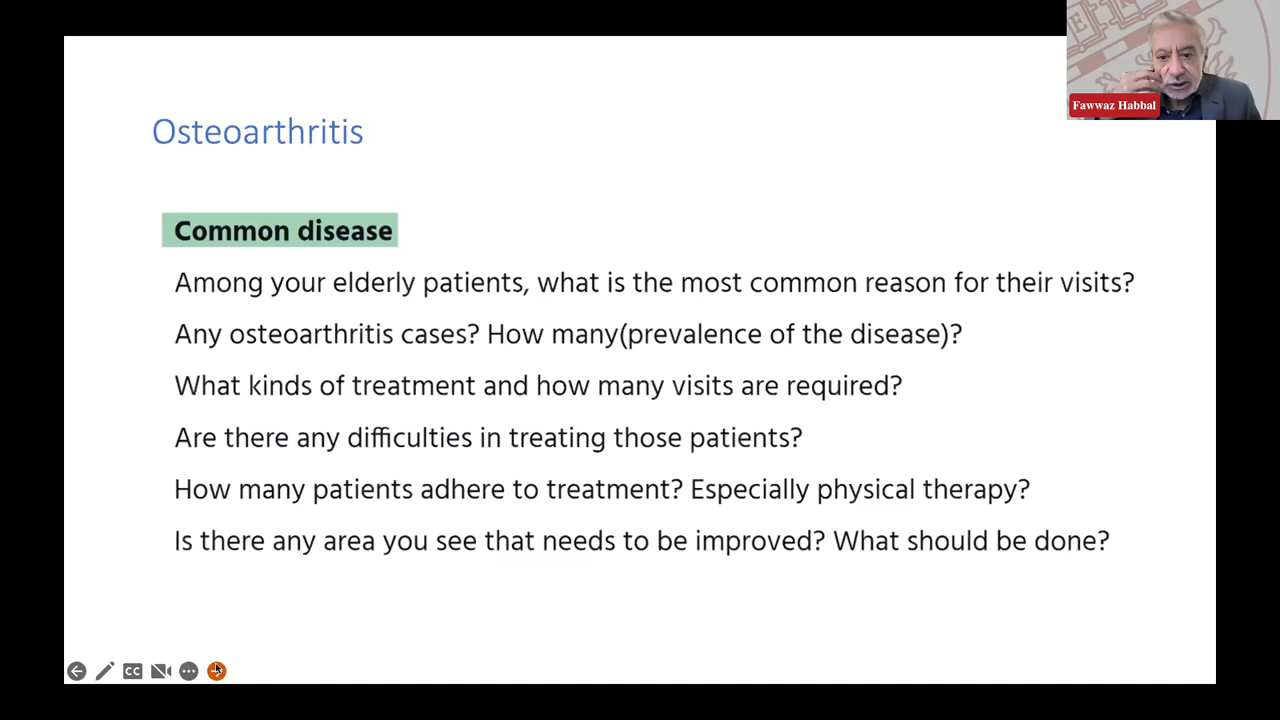 Osteoarthritis
Fawwaz Habbal
Common disease
Among your elderly patients, what is the most common reason for their visits?
Any osteoarthritis cases? How many(prevalence of the disease)?
What kinds of treatment and how many visits are required?
Are there any difficulties in treating those patients?
How many patients adhere to treatment? Especially physical therapy?
Is there any area you see that needs to be improved? What should be done?
CC